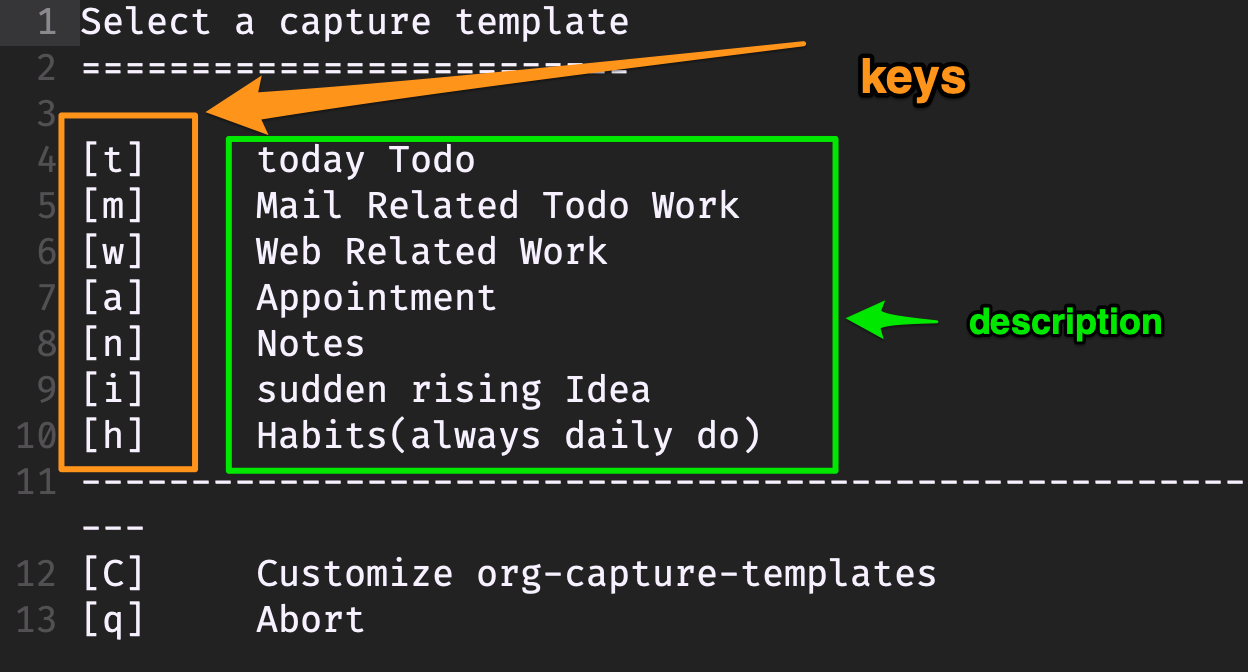 1 Select a capture template
2 =========================
3
keys
4 [t] today Todo
5 [m] Mail Related Todo Work
6 [w] Web Related Work
7 [a] Appointment
8 [n] Notes
9 [i] sudden rising Idea
10 [h] Habits(always daily do)
description
11 -----------------------------------------------------
---
12 [C] Customize org-capture-templates
13 [q] Abort